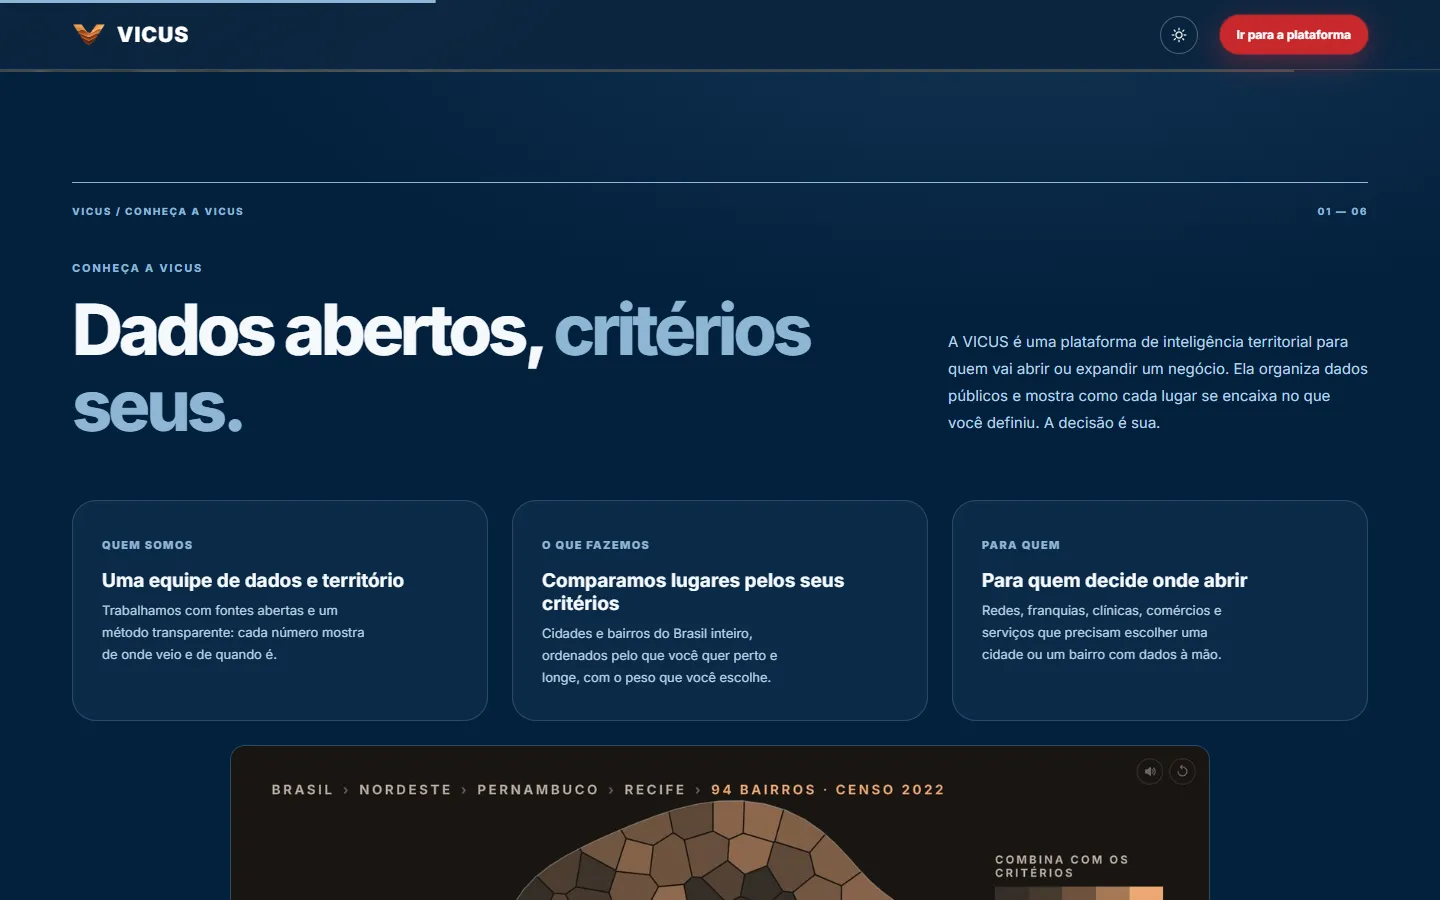 VICUS
Ir para a plataforma
VICUS / CONHEÇA A VICUS
01 — 06
CONHEÇA A VICUS
Dados abertos, critérios
seus.
A VICUS é uma plataforma de inteligência territorial para
quem vai abrir ou expandir um negócio. Ela organiza dados
públicos e mostra como cada lugar se encaixa no que
você definiu. A decisão é sua.
QUEM SOMOS
Uma equipe de dados e território
Trabalhamos com fontes abertas e um
método transparente: cada número mostra
de onde veio e de quando é.
O QUE FAZEMOS
Comparamos lugares pelos seus
critérios
Cidades e bairros do Brasil inteiro,
ordenados pelo que você quer perto e
longe, com o peso que você escolhe.
PARA QUEM
Para quem decide onde abrir
Redes, franquias, clínicas, comércios e
serviços que precisam escolher uma
cidade ou um bairro com dados à mão.
BRASIL › NORDESTE › PERNAMBUCO › RECIFE › 94 BAIRROS · CENSO 2022
COMBINA COM OS
CRITÉRIOS